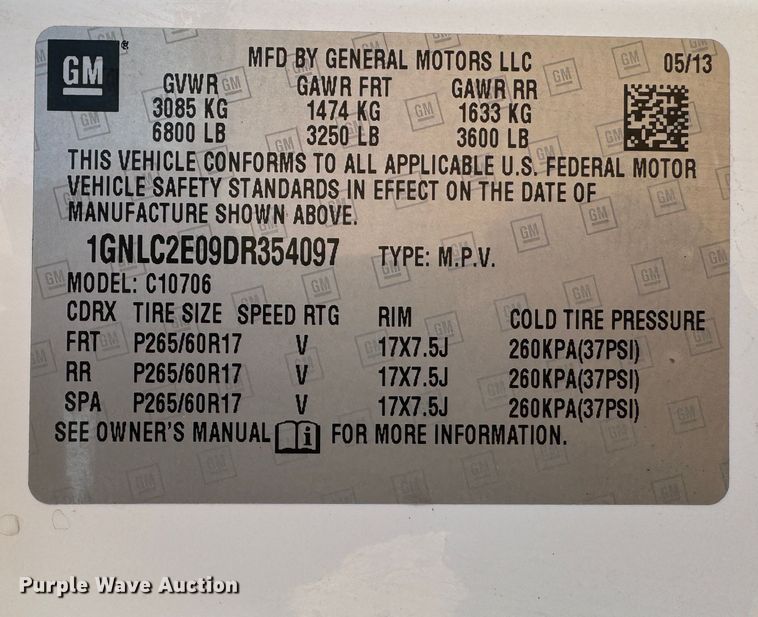 GM
MFD BY GENERAL MOTORS LLC 05/13
GVWR GAWR FRT GAWR RR
3085 KG 1474 KG 1633 KG
6800 LB 3250 LB 3600 LB
THIS VEHICLE CONFORMS TO ALL APPLICABLE U.S. FEDERAL MOTOR
VEHICLE SAFETY STANDARDS IN EFFECT ON THE DATE OF
MANUFACTURE SHOWN ABOVE.
1GNLC2E09DR354097 TYPE: M.P.V.
MODEL: C10706
CDRX TIRE SIZE SPEED RTG RIM COLD TIRE PRESSURE
FRT P265/60R17 V 17X7.5J 260KPA(37PSI)
RR P265/60R17 V 17X7.5J 260KPA(37PSI)
SPA P265/60R17 V 17X7.5J 260KPA(37PSI)
SEE OWNER'S MANUAL i FOR MORE INFORMATION.
Purple Wave Auction